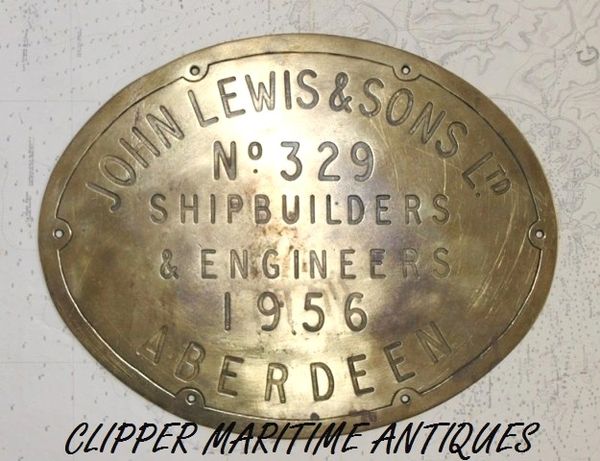 JOHN LEWIS & SONS LTD
Nº 329
SHIPBUILDERS
& ENGINEERS
1956
ABERDEEN
CLIPPER MARITIME ANTIQUES